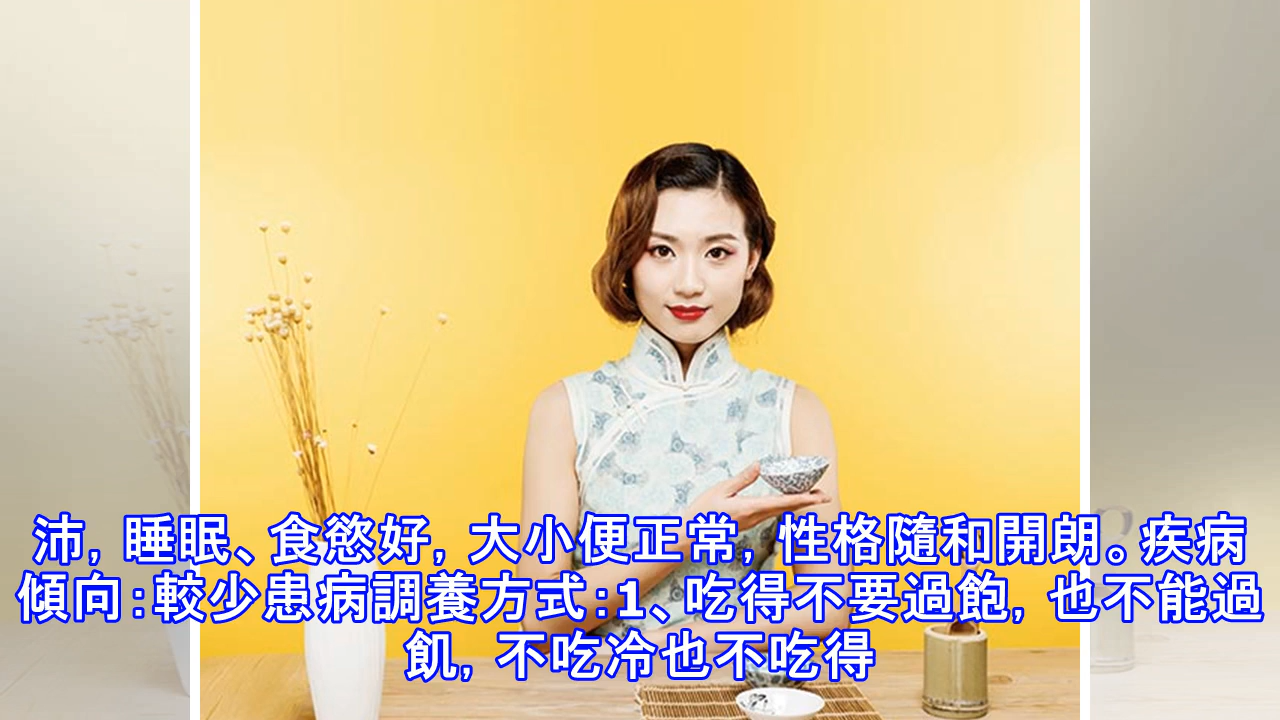 沛，睡眠、食慾好，大小便正常，性格隨和開朗。疾病
傾向：較少患病調養方式：1、吃得不要過飽，也不能過
飢，不吃冷也不吃得